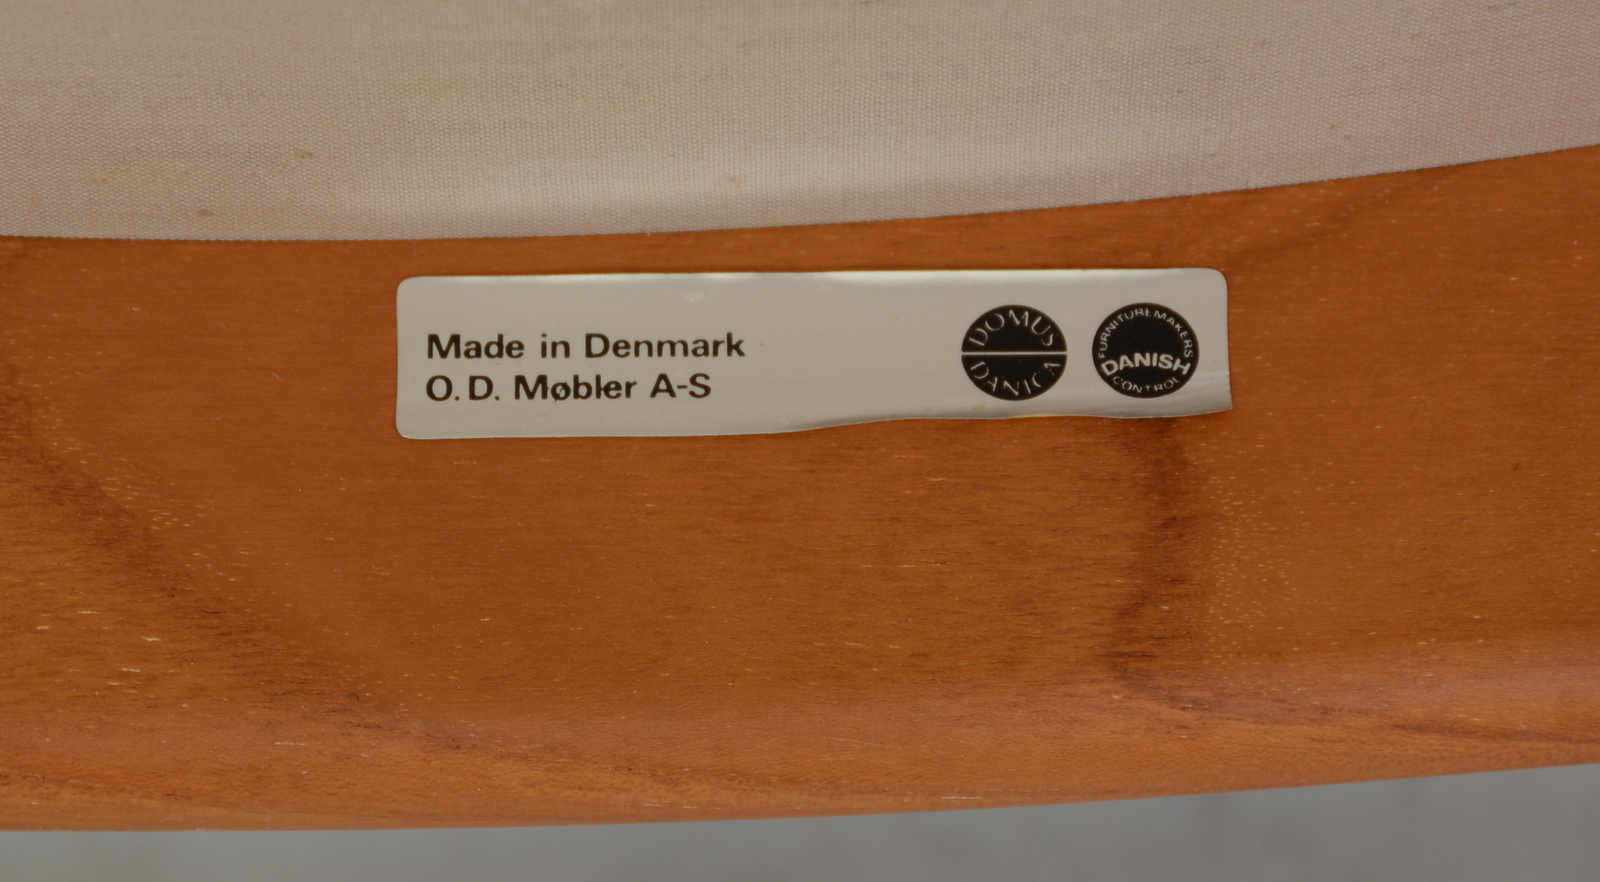 Made in Denmark
O.D. Møbler A-S
DOMUS
DANICA
FURNITUREMAKERS
DANISH
CONTROL